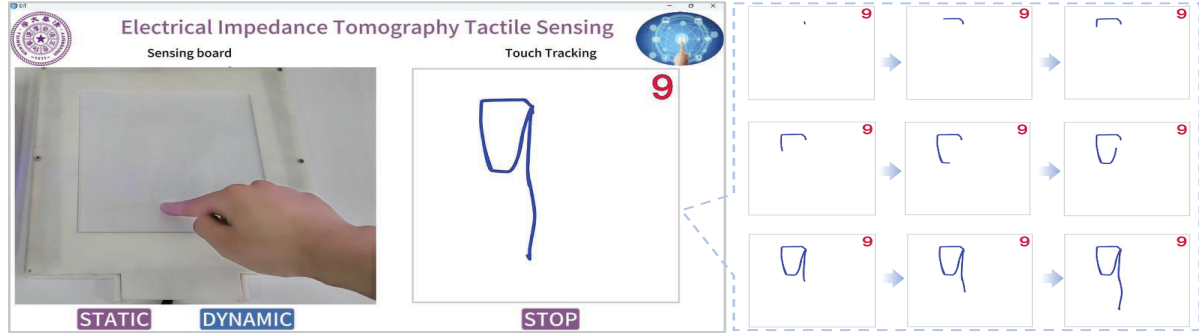 EIT
Electrical Impedance Tomography Tactile Sensing
Sensing board
Touch Tracking
9
STATIC
DYNAMIC
STOP
9
9
9
9
9
9
9
9
9